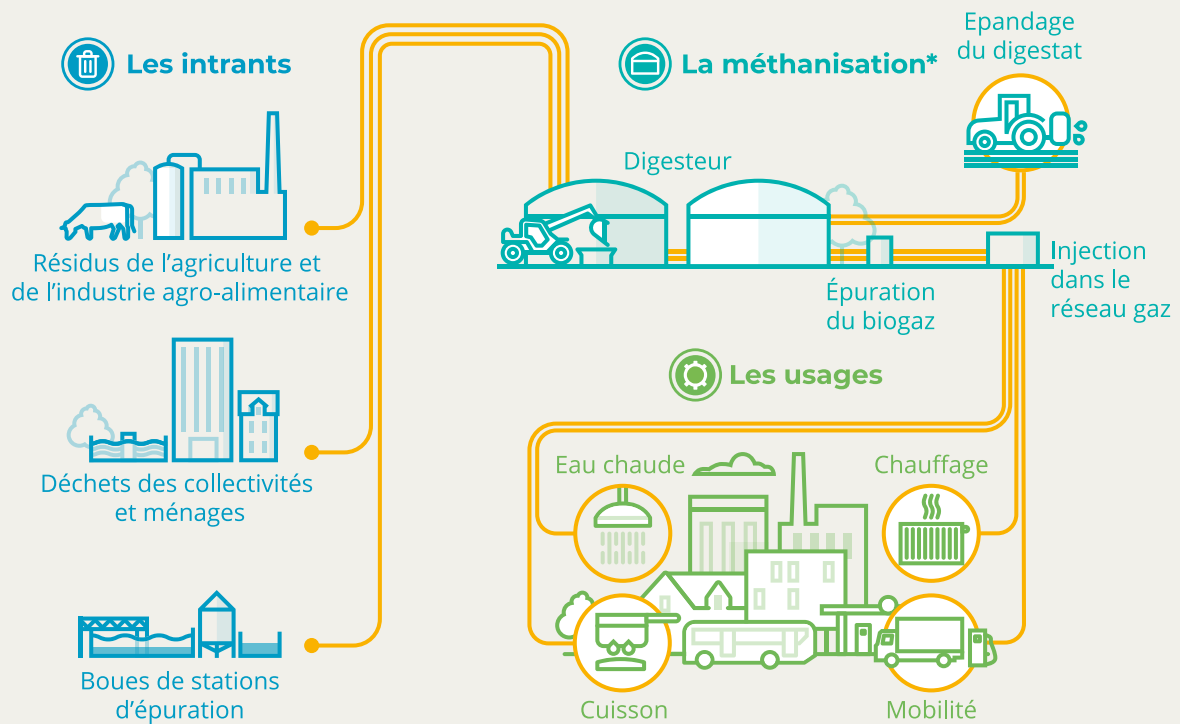 Les intrants
Résidus de l’agriculture et
de l’industrie agro-alimentaire
Déchets des collectivités
et ménages
Boues de stations
d’épuration
La méthanisation*
Epandage
du digestat
Digesteur
Épuration
du biogaz
Injection
dans le
réseau gaz
Les usages
Eau chaude
Chauffage
Cuisson
Mobilité